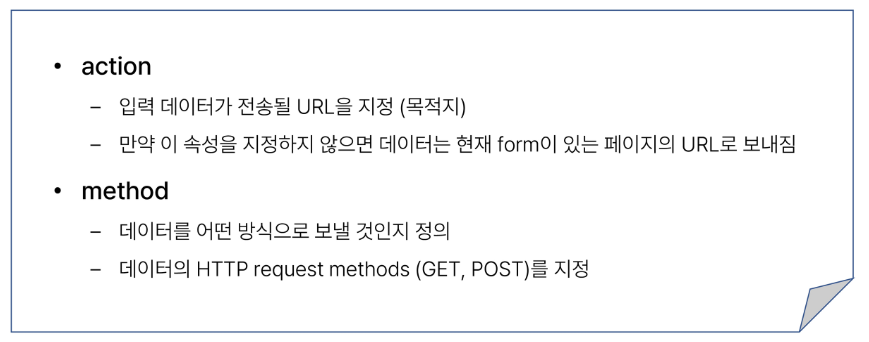 • action
– 입력 데이터가 전송될 URL을 지정 (목적지)
– 만약 이 속성을 지정하지 않으면 데이터는 현재 form이 있는 페이지의 URL로 보내짐
• method
– 데이터를 어떤 방식으로 보낼 것인지 정의
– 데이터의 HTTP request methods (GET, POST)를 지정